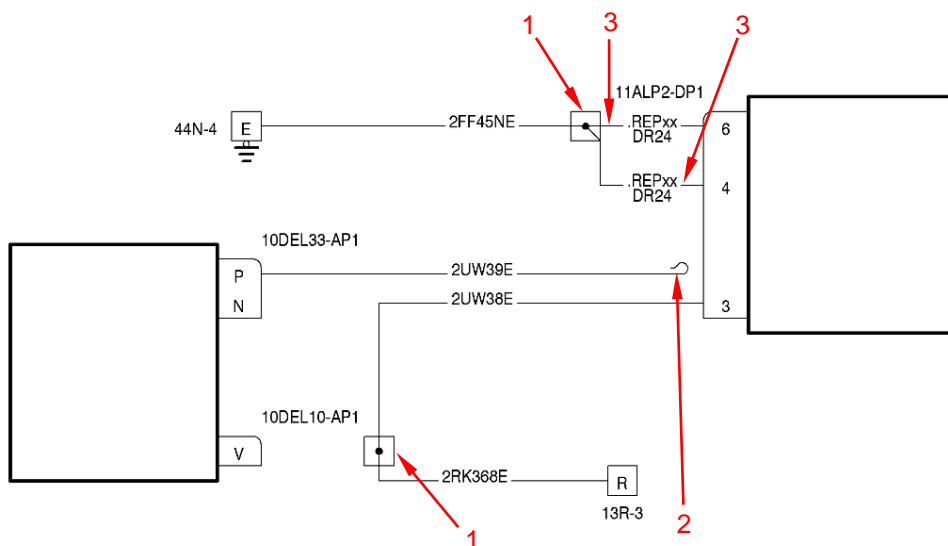 1
3
3
11ALP2-DP1
44N-4
E
2FF45NE
.REPxx
DR24
6
.REPxx
DR24
4
10DEL33-AP1
P
2UW39E
N
2UW38E
3
10DEL10-AP1
V
2RK368E
R
13R-3
2
1